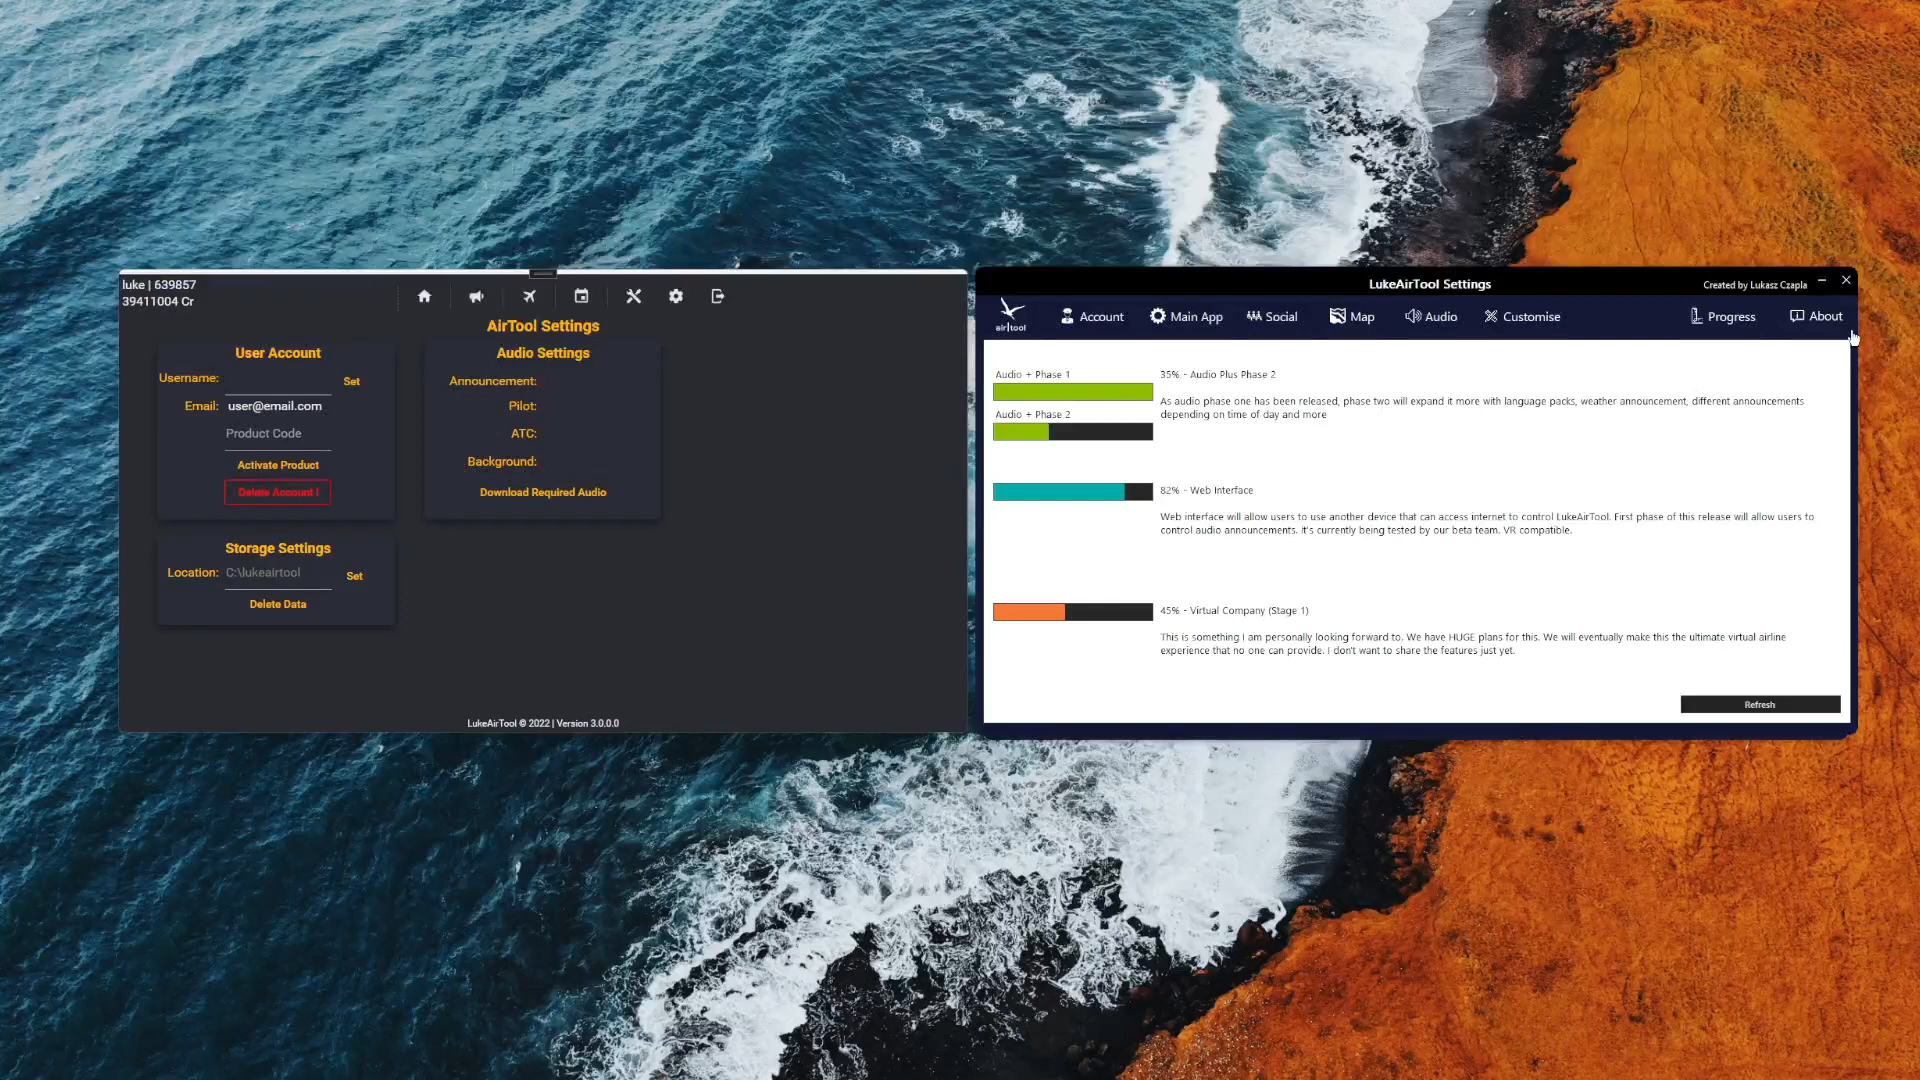 luke | 639857
39411004 Cr
AirTool Settings
User Account
Username:
Set
Email: user@email.com
Product Code
Activate Product
Delete Account !
Storage Settings
Location: C:\lukeairtool
Set
Delete Data
Audio Settings
Announcement:
Pilot:
ATC:
Background:
Download Required Audio
LukeAirTool © 2022 | Version 3.0.0.0
LukeAirTool Settings
Created by Lukasz Czapla
airtool
Account
Main App
Social
Map
Audio
Customise
Progress
About
Audio + Phase 1
Audio + Phase 2
35% - Audio Plus Phase 2
As audio phase one has been released, phase two will expand it more with language packs, weather announcement, different announcements
depending on time of day and more
82% - Web Interface
Web interface will allow users to use another device that can access internet to control LukeAirTool. First phase of this release will allow users to
control audio announcements. It's currently being tested by our beta team. VR compatible.
45% - Virtual Company (Stage 1)
This is something I am personally looking forward to. We have HUGE plans for this. We will eventually make this the ultimate virtual airline
experience that no one can provide. I don't want to share the features just yet.
Refresh